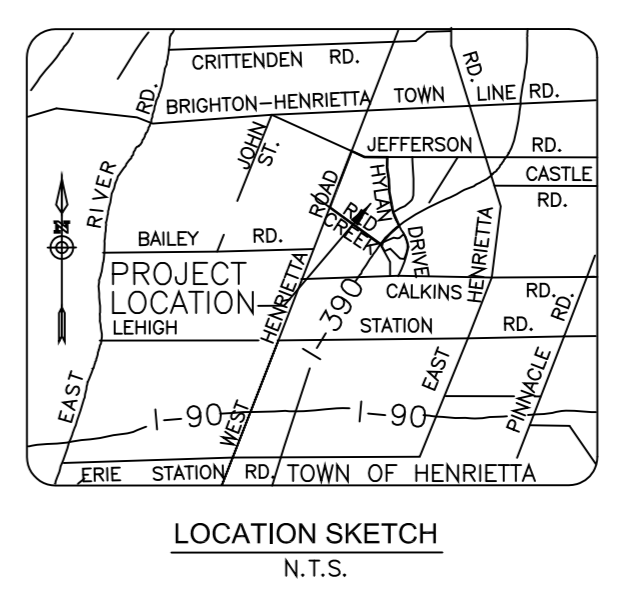 CRITTENDEN RD.
RD.
RD.
BRIGHTON-HENRIETTA TOWN LINE RD.
JOHN ST.
JEFFERSON RD.
CASTLE RD.
EAST RIVER
ROAD
HYLAN DRIVE
RED CREEK
N
BAILEY RD.
PROJECT
LOCATION
HENRIETTA
I-390
CALKINS RD.
HENRIETTA
LEHIGH STATION RD.
RD.
PINNACLE
EAST
WEST
I-90
I-90
ERIE STATION RD.
TOWN OF HENRIETTA
LOCATION SKETCH
N.T.S.